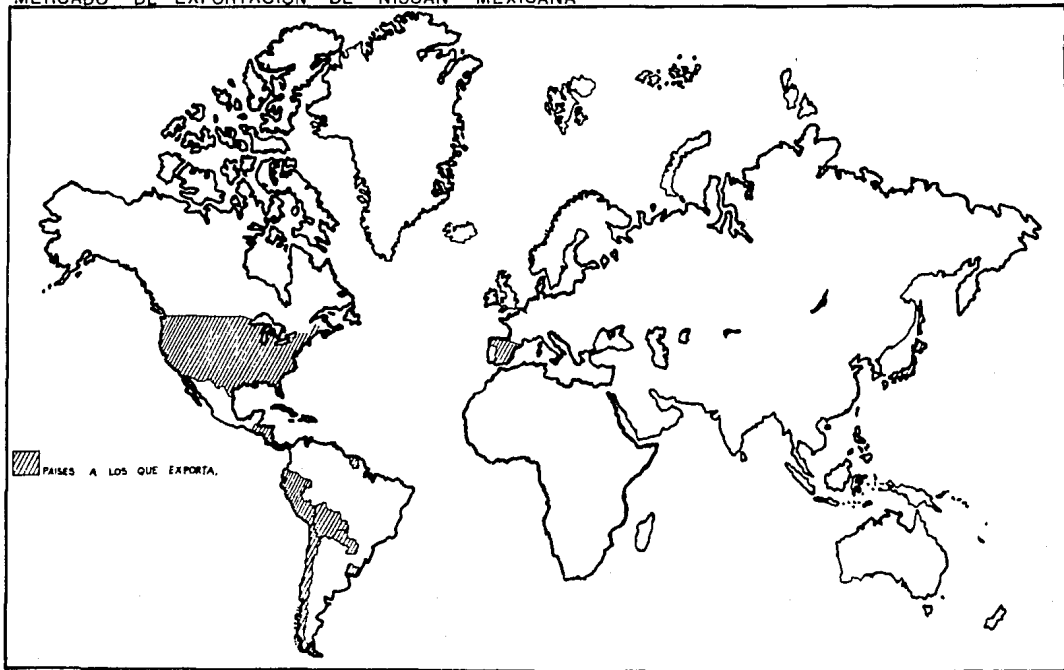 MERCADO DE EXPORTACION DE NISSAN MEXICANA
PAISES A LOS QUE EXPORTA.